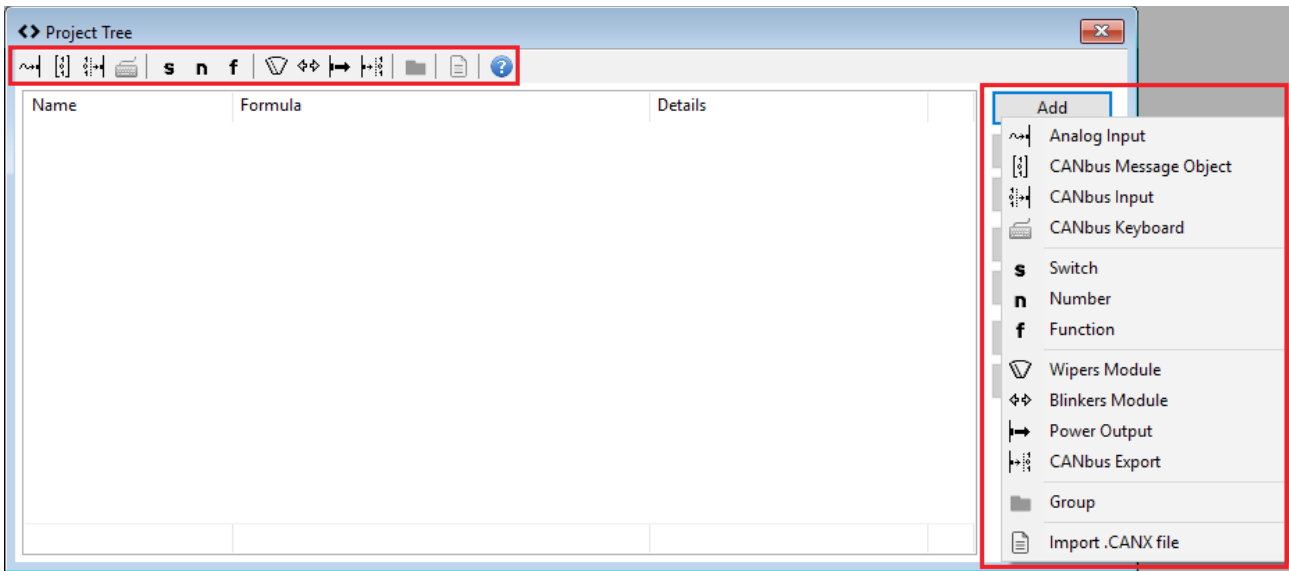 Project Tree
s n f
Name Formula Details
Add
Analog Input
CANbus Message Object
CANbus Input
CANbus Keyboard
s Switch
n Number
f Function
Wipers Module
Blinkers Module
Power Output
CANbus Export
Group
Import .CANX file